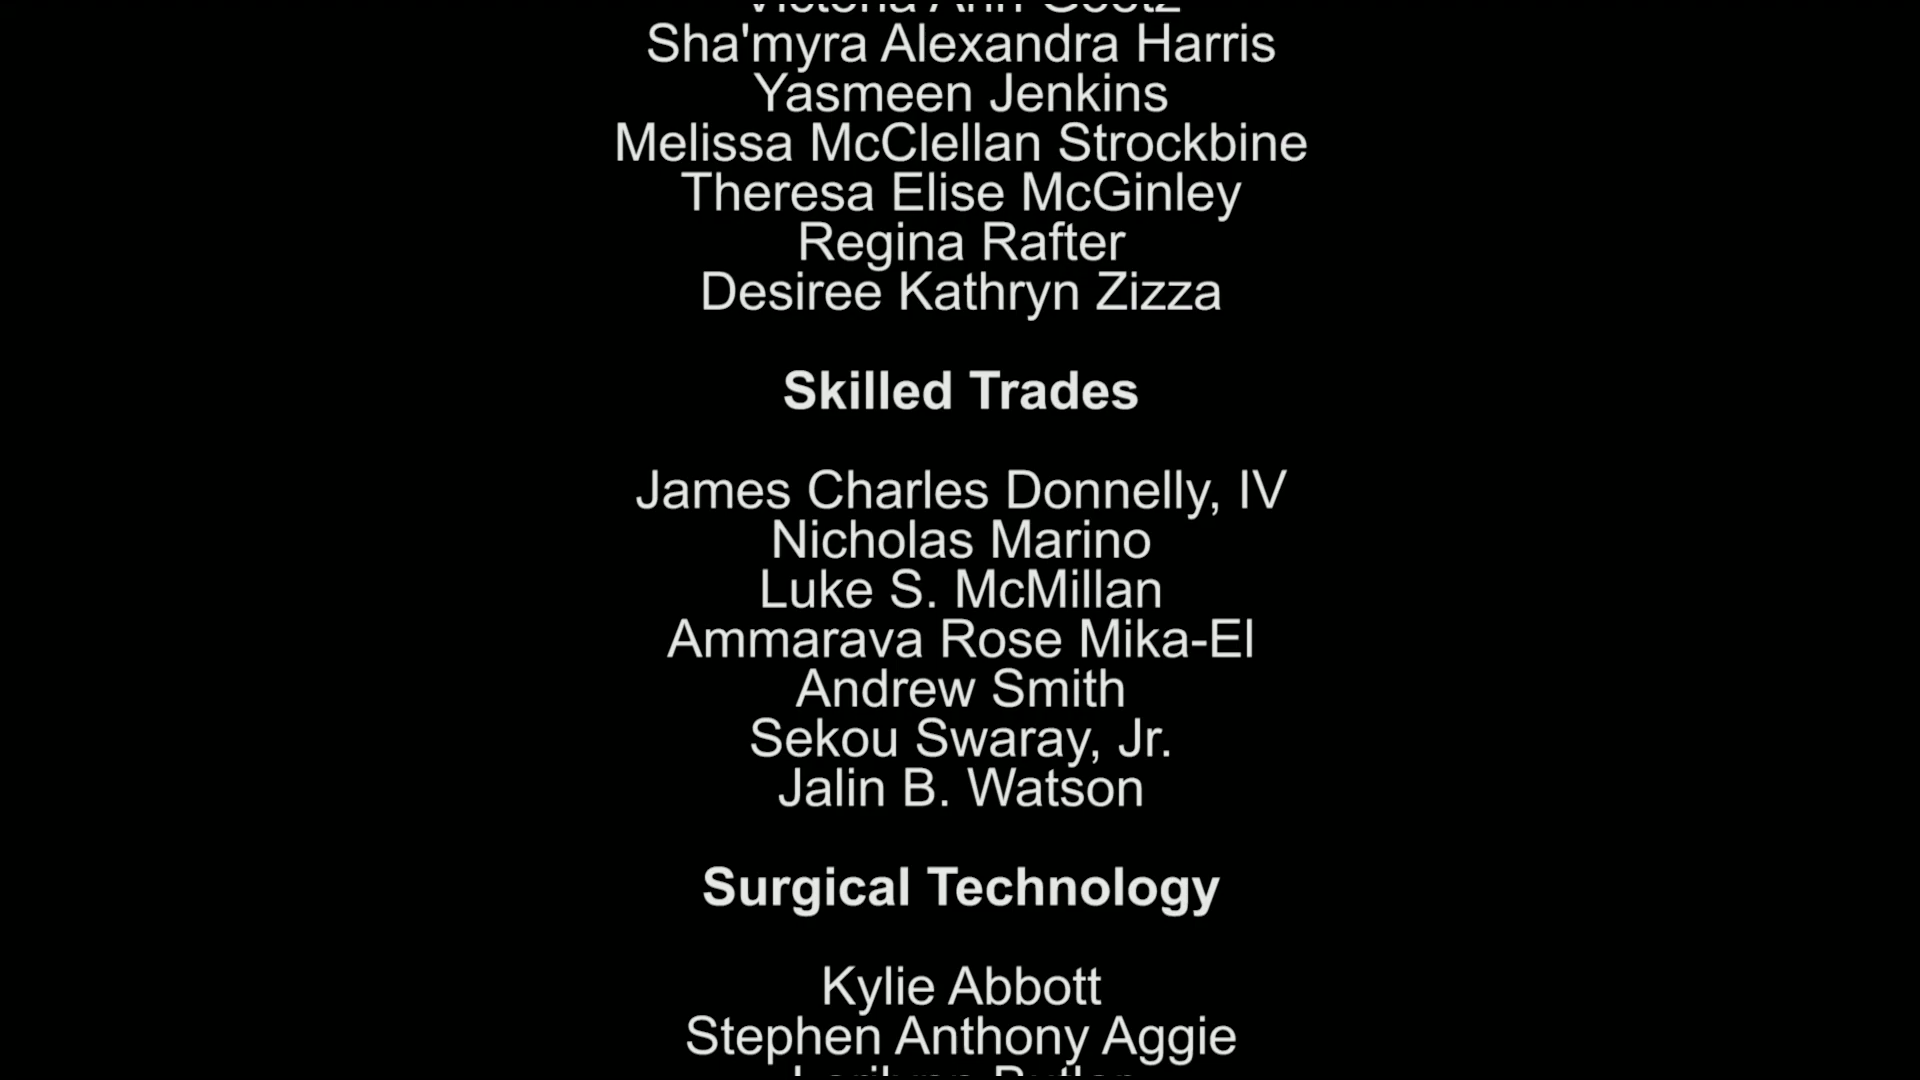 Sha'myra Alexandra Harris
Yasmeen Jenkins
Melissa McClellan Strockbine
Theresa Elise McGinley
Regina Rafter
Desiree Kathryn Zizza
Skilled Trades
James Charles Donnelly, IV
Nicholas Marino
Luke S. McMillan
Ammarava Rose Mika-El
Andrew Smith
Sekou Swaray, Jr.
Jalin B. Watson
Surgical Technology
Kylie Abbott
Stephen Anthony Aggie